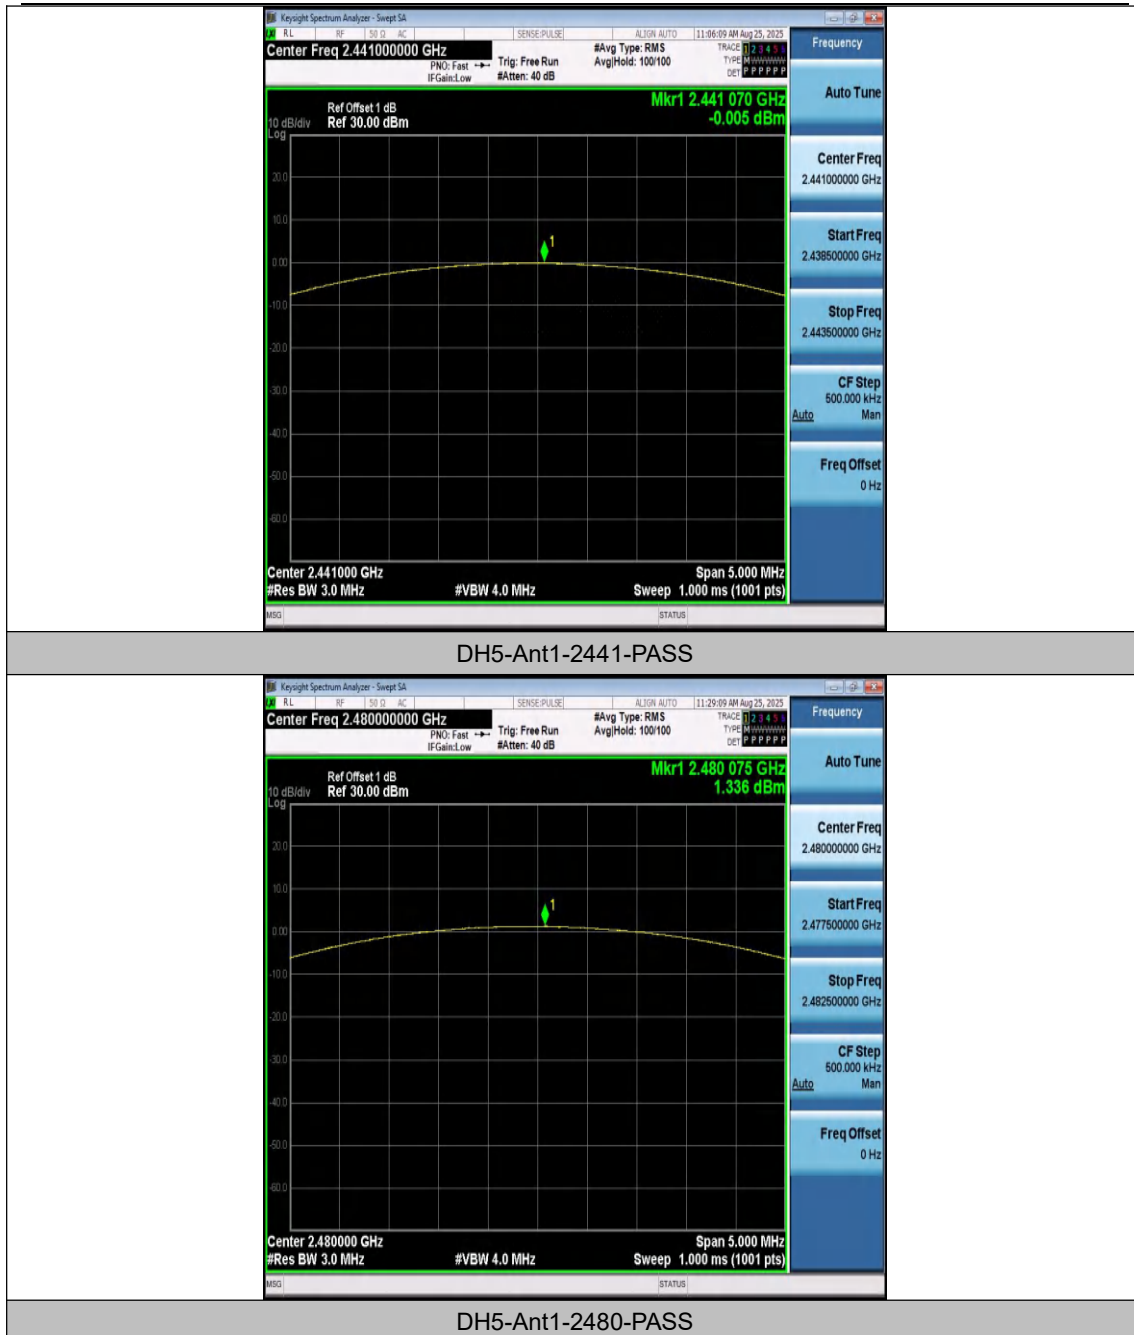 Keysight Spectrum Analyzer - Swept SA
RL RF 50 Ω AC SENSE:PULSE ALIGN AUTO 11:06:09 AM Aug 25, 2025
Center Freq 2.441000000 GHz
#Avg Type: RMS
TRACE 1 2 3 4 5 6
PNO: Fast
Trig: Free Run
Avg|Hold: 100/100
TYPE M WWWWW
IFGain:Low
#Atten: 40 dB
DET P P P P P P
Frequency
Auto Tune
Mkr1 2.441 070 GHz
-0.005 dBm
Ref Offset 1 dB
10 dB/div Ref 30.00 dBm
Log
20.0
10.0
0.00
-10.0
-20.0
-30.0
-40.0
-50.0
-60.0
1
Center Freq
2.441000000 GHz
Start Freq
2.438500000 GHz
Stop Freq
2.443500000 GHz
CF Step
500.000 kHz
Auto Man
Freq Offset
0 Hz
Center 2.441000 GHz Span 5.000 MHz
#Res BW 3.0 MHz #VBW 4.0 MHz Sweep 1.000 ms (1001 pts)
MSG STATUS
DH5-Ant1-2441-PASS
Keysight Spectrum Analyzer - Swept SA
RL RF 50 Ω AC SENSE:PULSE ALIGN AUTO 11:29:09 AM Aug 25, 2025
Center Freq 2.480000000 GHz
#Avg Type: RMS
TRACE 1 2 3 4 5 6
PNO: Fast
Trig: Free Run
Avg|Hold: 100/100
TYPE M WWWWW
IFGain:Low
#Atten: 40 dB
DET P P P P P P
Frequency
Auto Tune
Mkr1 2.480 075 GHz
1.336 dBm
Ref Offset 1 dB
10 dB/div Ref 30.00 dBm
Log
20.0
10.0
0.00
-10.0
-20.0
-30.0
-40.0
-50.0
-60.0
1
Center Freq
2.480000000 GHz
Start Freq
2.477500000 GHz
Stop Freq
2.482500000 GHz
CF Step
500.000 kHz
Auto Man
Freq Offset
0 Hz
Center 2.480000 GHz Span 5.000 MHz
#Res BW 3.0 MHz #VBW 4.0 MHz Sweep 1.000 ms (1001 pts)
MSG STATUS
DH5-Ant1-2480-PASS